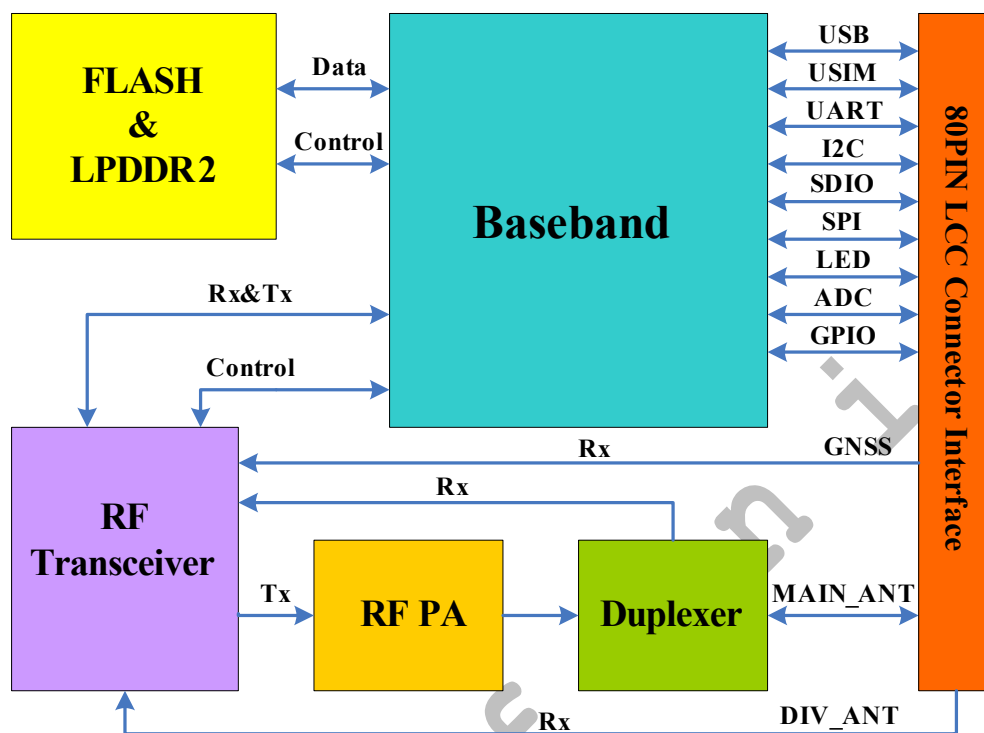 FLASH
&
LPDDR2
Data
Control
Baseband
USB
USIM
UART
I2C
SDIO
SPI
LED
ADC
GPIO
80PIN LCC Connector Interface
Rx&Tx
Control
RF
Transceiver
Rx
GNSS
Rx
Tx
RF PA
Duplexer
MAIN_ANT
Rx
DIV_ANT